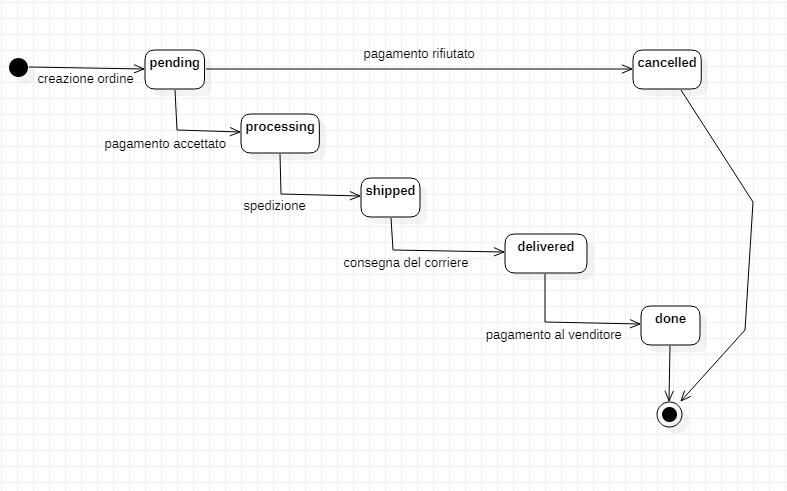 pagamento rifiutato
pending
cancelled
creazione ordine
processing
pagamento accettato
shipped
spedizione
delivered
consegna del corriere
done
pagamento al venditore